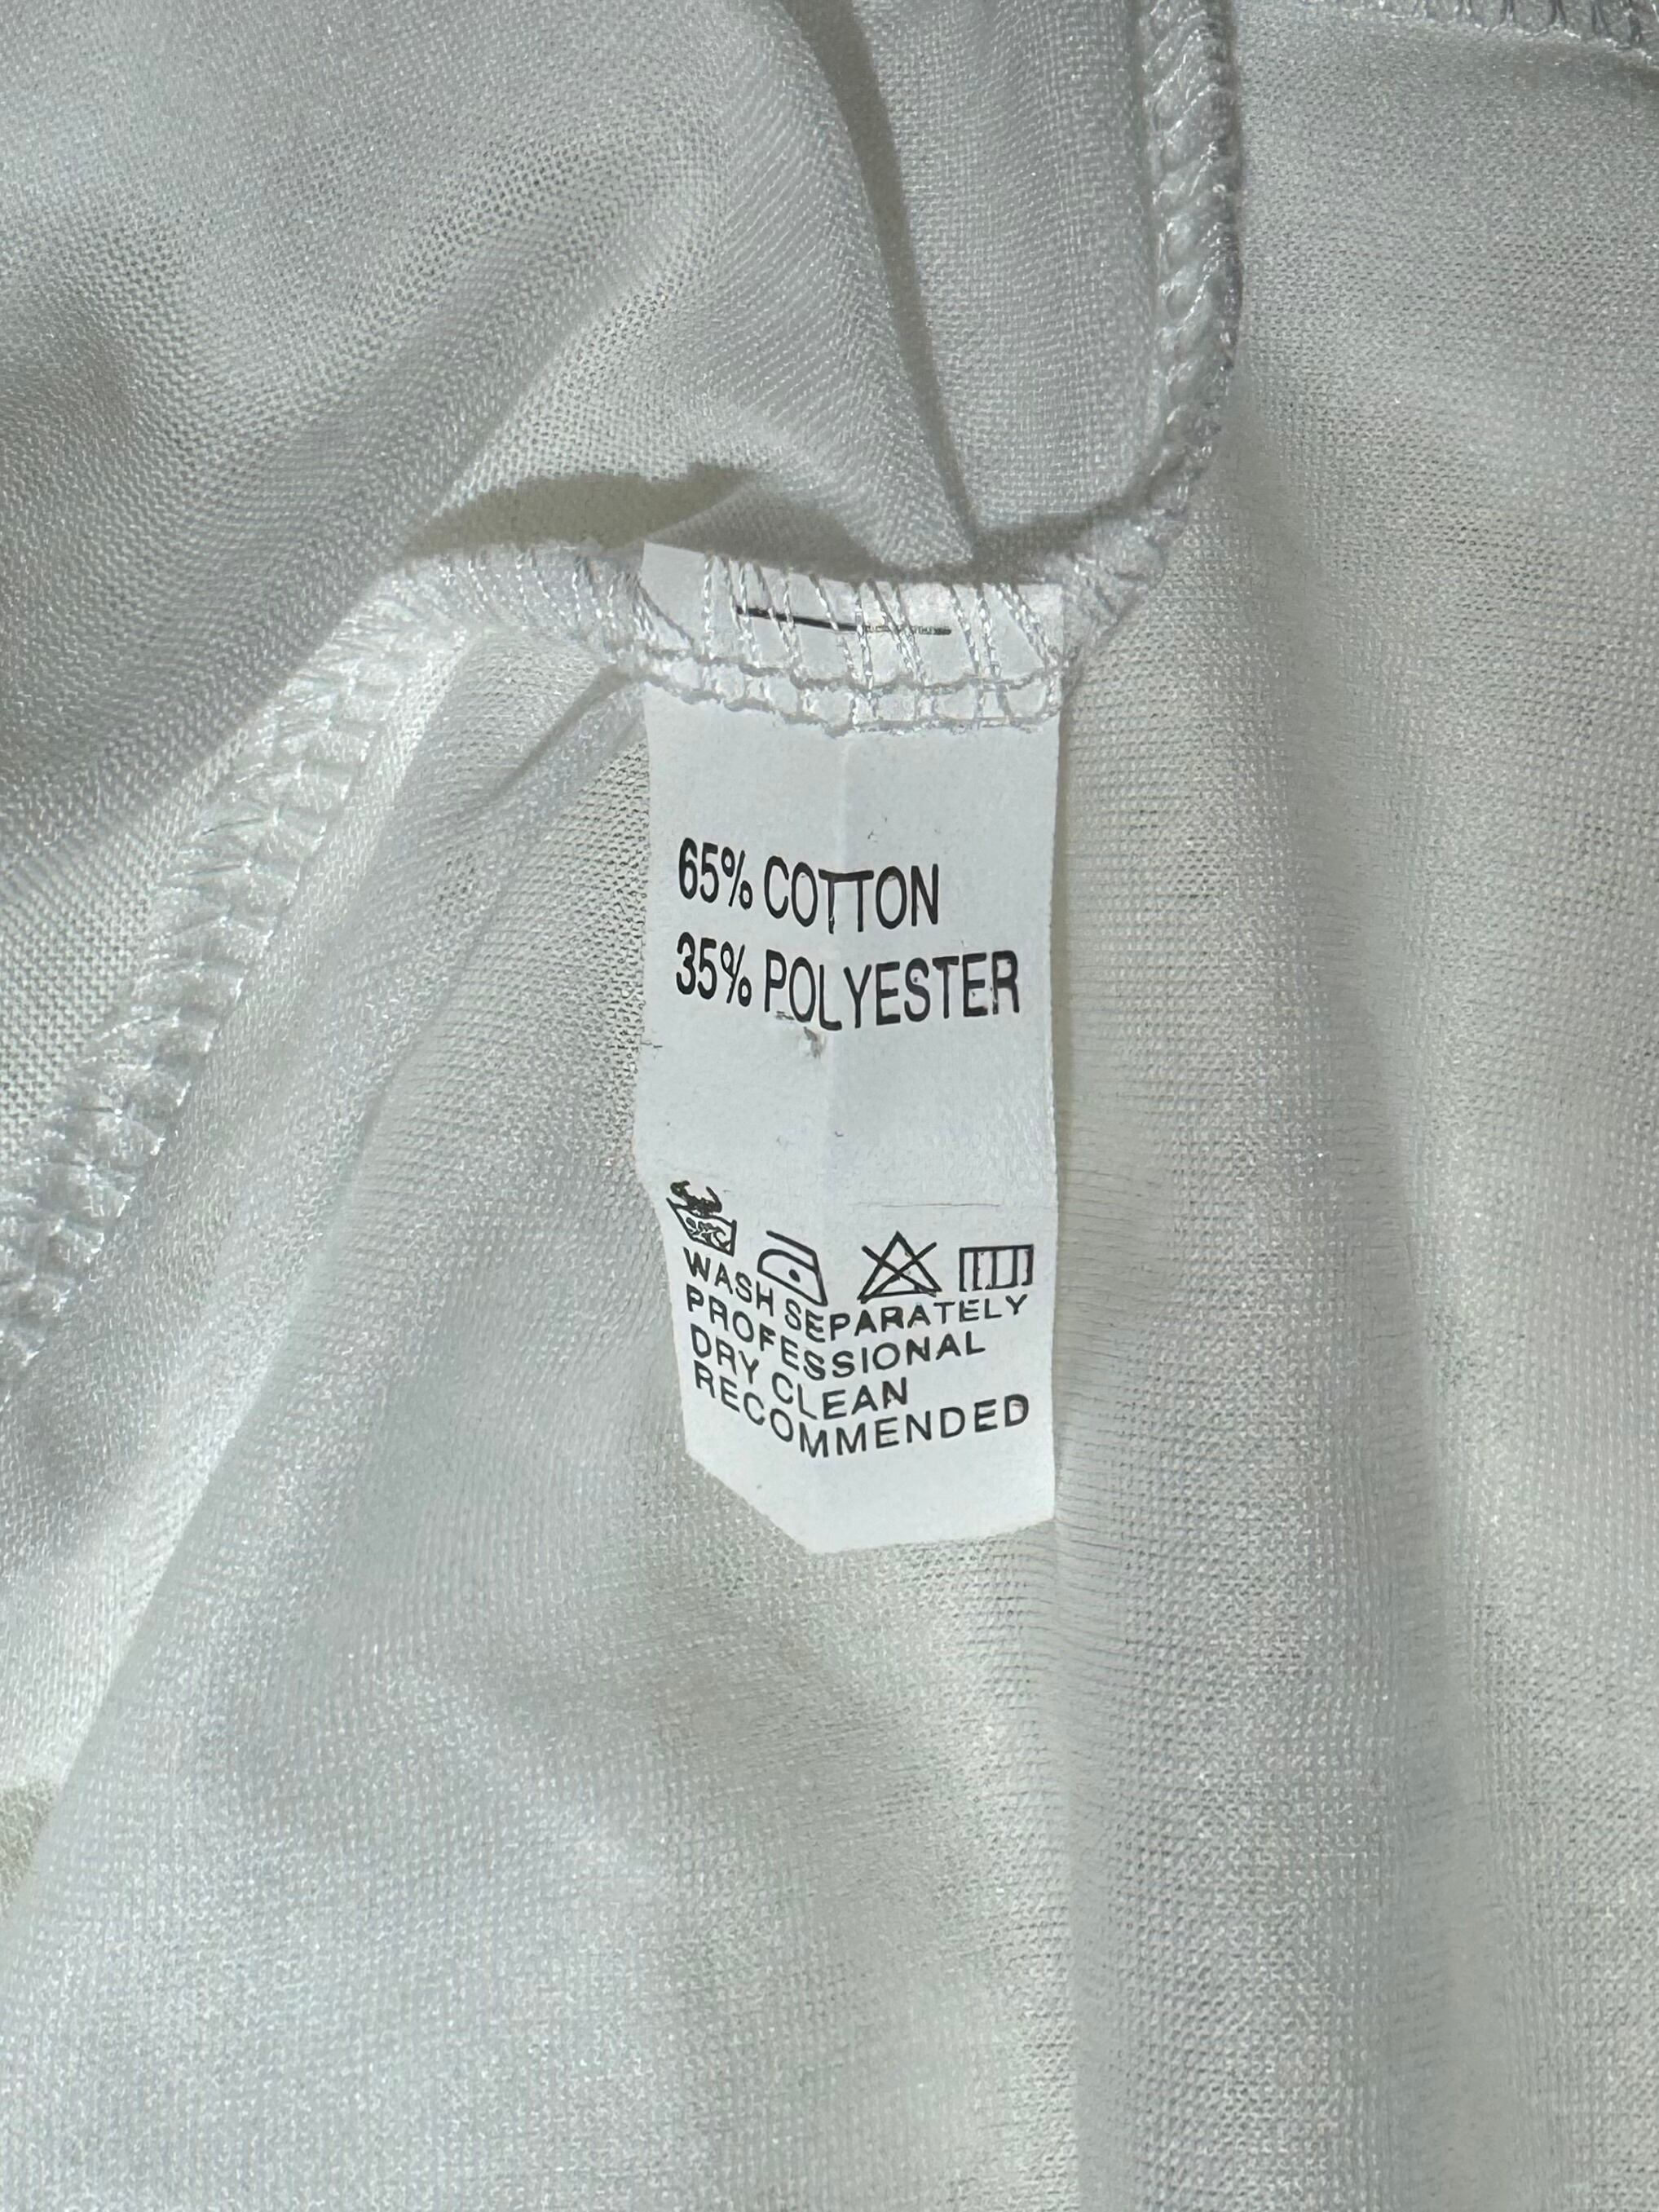 65% COTTON
35% POLYESTER
WASH SEPARATELY
PROFESSIONAL
DRY CLEAN
RECOMMENDED